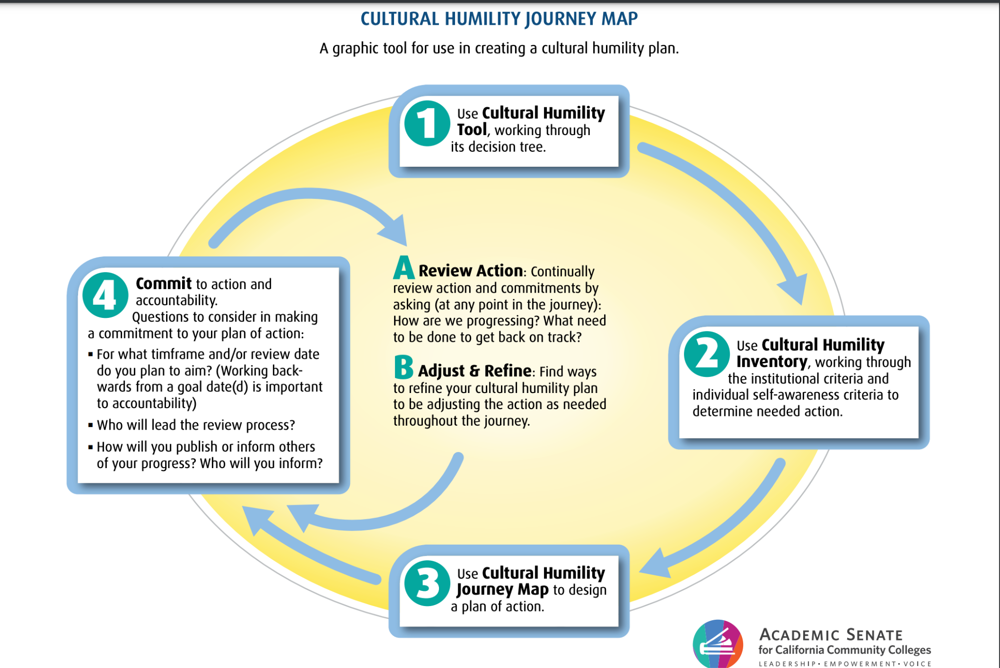 CULTURAL HUMILITY JOURNEY MAP
A graphic tool for use in creating a cultural humility plan.
1
Use Cultural Humility
Tool, working through
its decision tree.
2
Use Cultural Humility
Inventory, working through
the institutional criteria and
individual self-awareness criteria to
determine needed action.
3
Use Cultural Humility
Journey Map to design
a plan of action.
4
Commit to action and
accountability.
Questions to consider in making
a commitment to your plan of action:
▪ For what timframe and/or review date
do you plan to aim? (Working back-
wards from a goal date(d) is important
to accountability)
▪ Who will lead the review process?
▪ How will you publish or inform others
of your progress? Who will you inform?
A Review Action: Continually
review action and commitments by
asking (at any point in the journey):
How are we progressing? What need
to be done to get back on track?
B Adjust & Refine: Find ways
to refine your cultural humility plan
to be adjusting the action as needed
throughout the journey.
ACADEMIC SENATE
for California Community Colleges
LEADERSHIP • EMPOWERMENT • VOICE